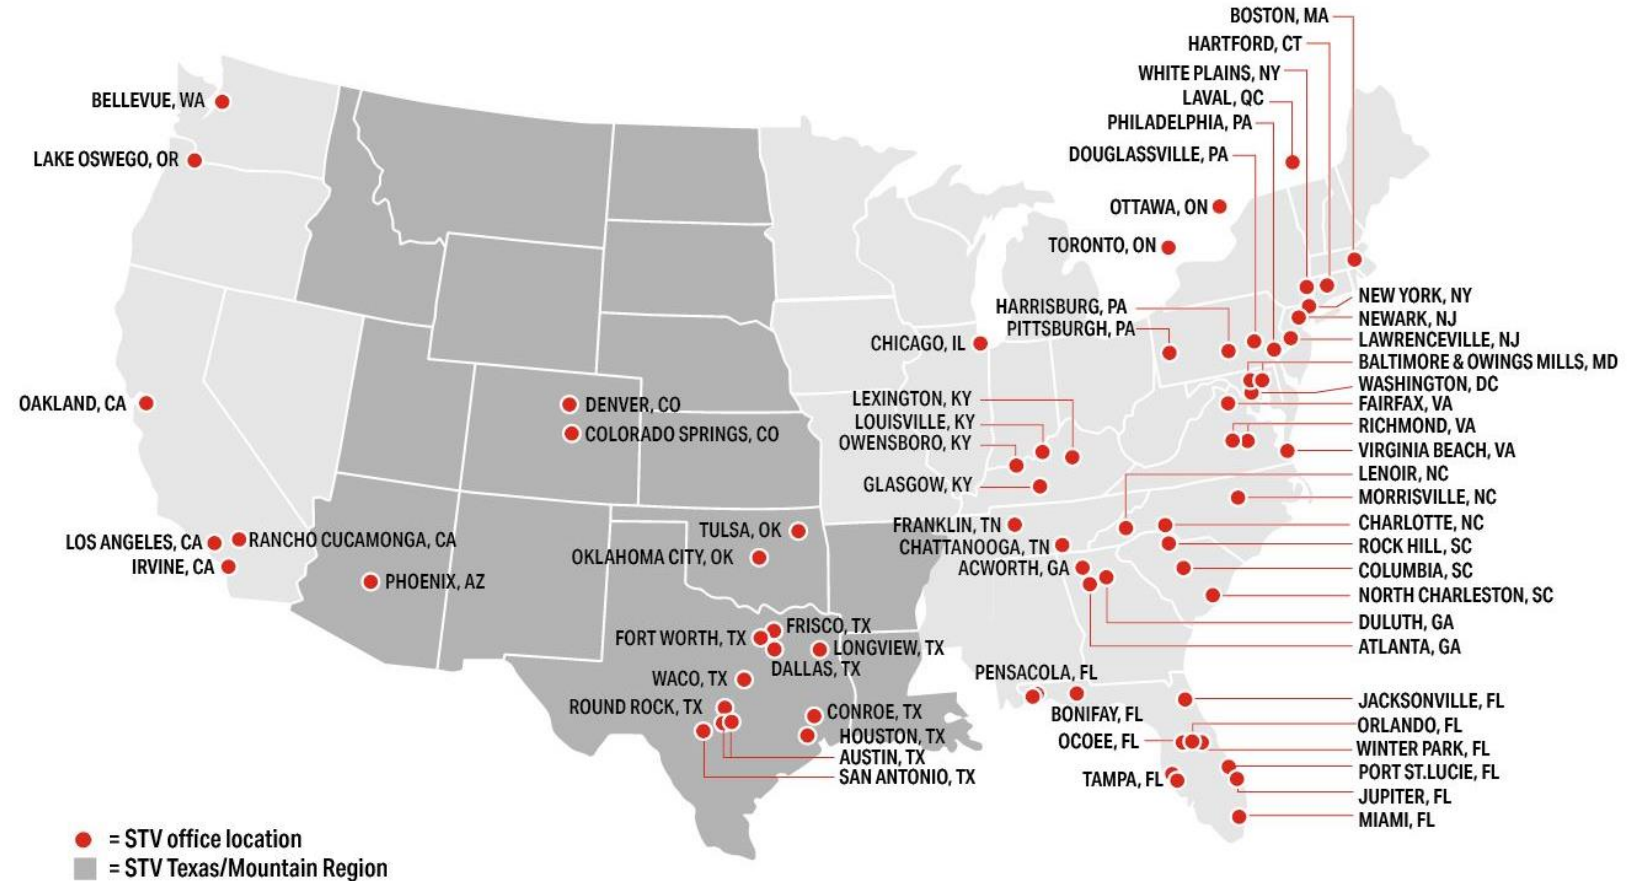 BOSTON, MA
HARTFORD, CT
WHITE PLAINS, NY
LAVAL, QC
PHILADELPHIA, PA
DOUGLASSVILLE, PA
OTTAWA, ON
TORONTO, ON
BELLEVUE, WA
LAKE OSWEGO, OR
HARRISBURG, PA
PITTSBURGH, PA
CHICAGO, IL
NEW YORK, NY
NEWARK, NJ
LAWRENCEVILLE, NJ
BALTIMORE & OWINGS MILLS, MD
WASHINGTON, DC
FAIRFAX, VA
RICHMOND, VA
VIRGINIA BEACH, VA
LENOIR, NC
MORRISVILLE, NC
CHARLOTTE, NC
ROCK HILL, SC
COLUMBIA, SC
NORTH CHARLESTON, SC
DULUTH, GA
ATLANTA, GA
OAKLAND, CA
DENVER, CO
COLORADO SPRINGS, CO
LEXINGTON, KY
LOUISVILLE, KY
OWENSBORO, KY
GLASGOW, KY
LOS ANGELES, CA
RANCHO CUCAMONGA, CA
IRVINE, CA
PHOENIX, AZ
TULSA, OK
OKLAHOMA CITY, OK
FRANKLIN, TN
CHATTANOOGA, TN
ACWORTH, GA
FORT WORTH, TX
FRISCO, TX
LONGVIEW, TX
DALLAS, TX
WACO, TX
ROUND ROCK, TX
CONROE, TX
HOUSTON, TX
AUSTIN, TX
SAN ANTONIO, TX
PENSACOLA, FL
BONIFAY, FL
OCOEE, FL
TAMPA, FL
JACKSONVILLE, FL
ORLANDO, FL
WINTER PARK, FL
PORT ST.LUCIE, FL
JUPITER, FL
MIAMI, FL
= STV office location
= STV Texas/Mountain Region